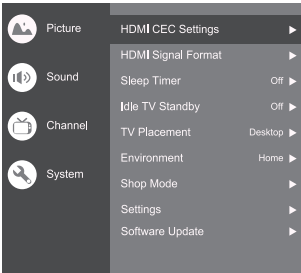 Picture
Sound
Channel
System
HDMI CEC Settings
HDMI Signal Format
Sleep Timer Off
Idle TV Standby Off
TV Placement Desktop
Environment Home
Shop Mode
Settings
Software Update